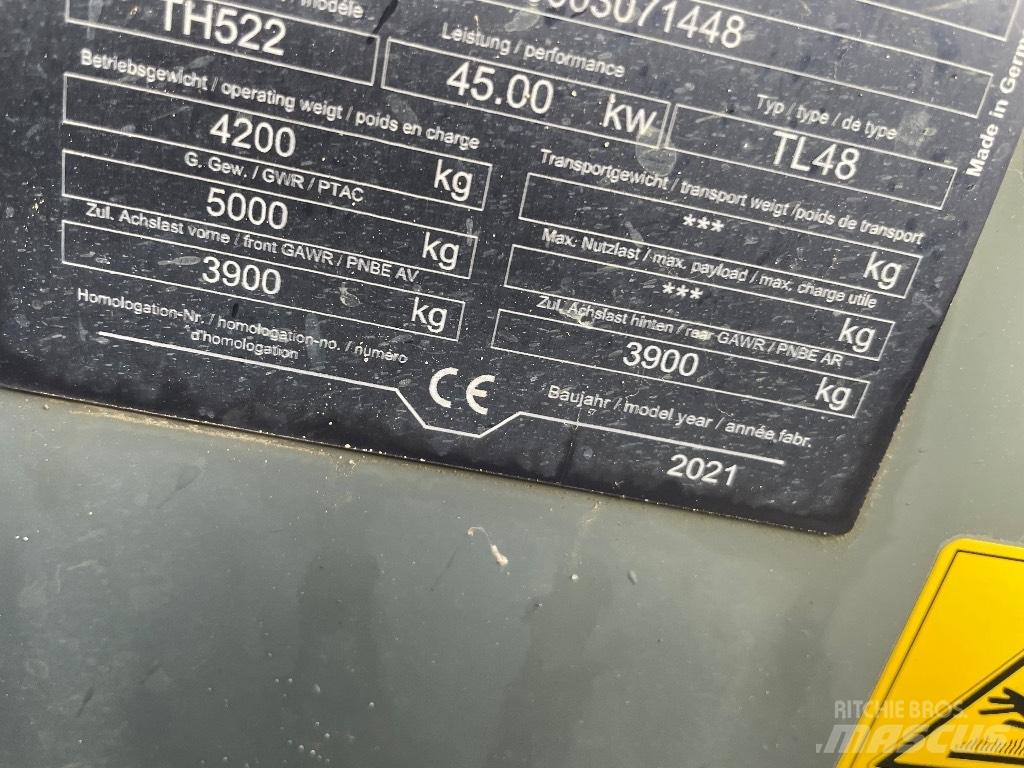 modèle
TH522
3071448
Leistung / performance
45.00 kw
Typ / type / de type
TL48
Made in Germ
Betriebsgewicht / operating weigt / poids en charge
4200 kg
Transportgewicht / transport weigt /poids de transport
*** kg
G. Gew. / GWR / PTAC
5000 kg
Max. Nutzlast / max. payload / max. charge utile
*** kg
Zul. Achslast vorne / front GAWR / PNBE AV
3900 kg
Zul. Achslast hinten / rear GAWR / PNBE AR
3900 kg
Homologation-Nr. / homologation-no. / numéro
d'homologation
CE
Baujahr / model year / année.fabr.
2021
RITCHIE BROS.
MASCUS